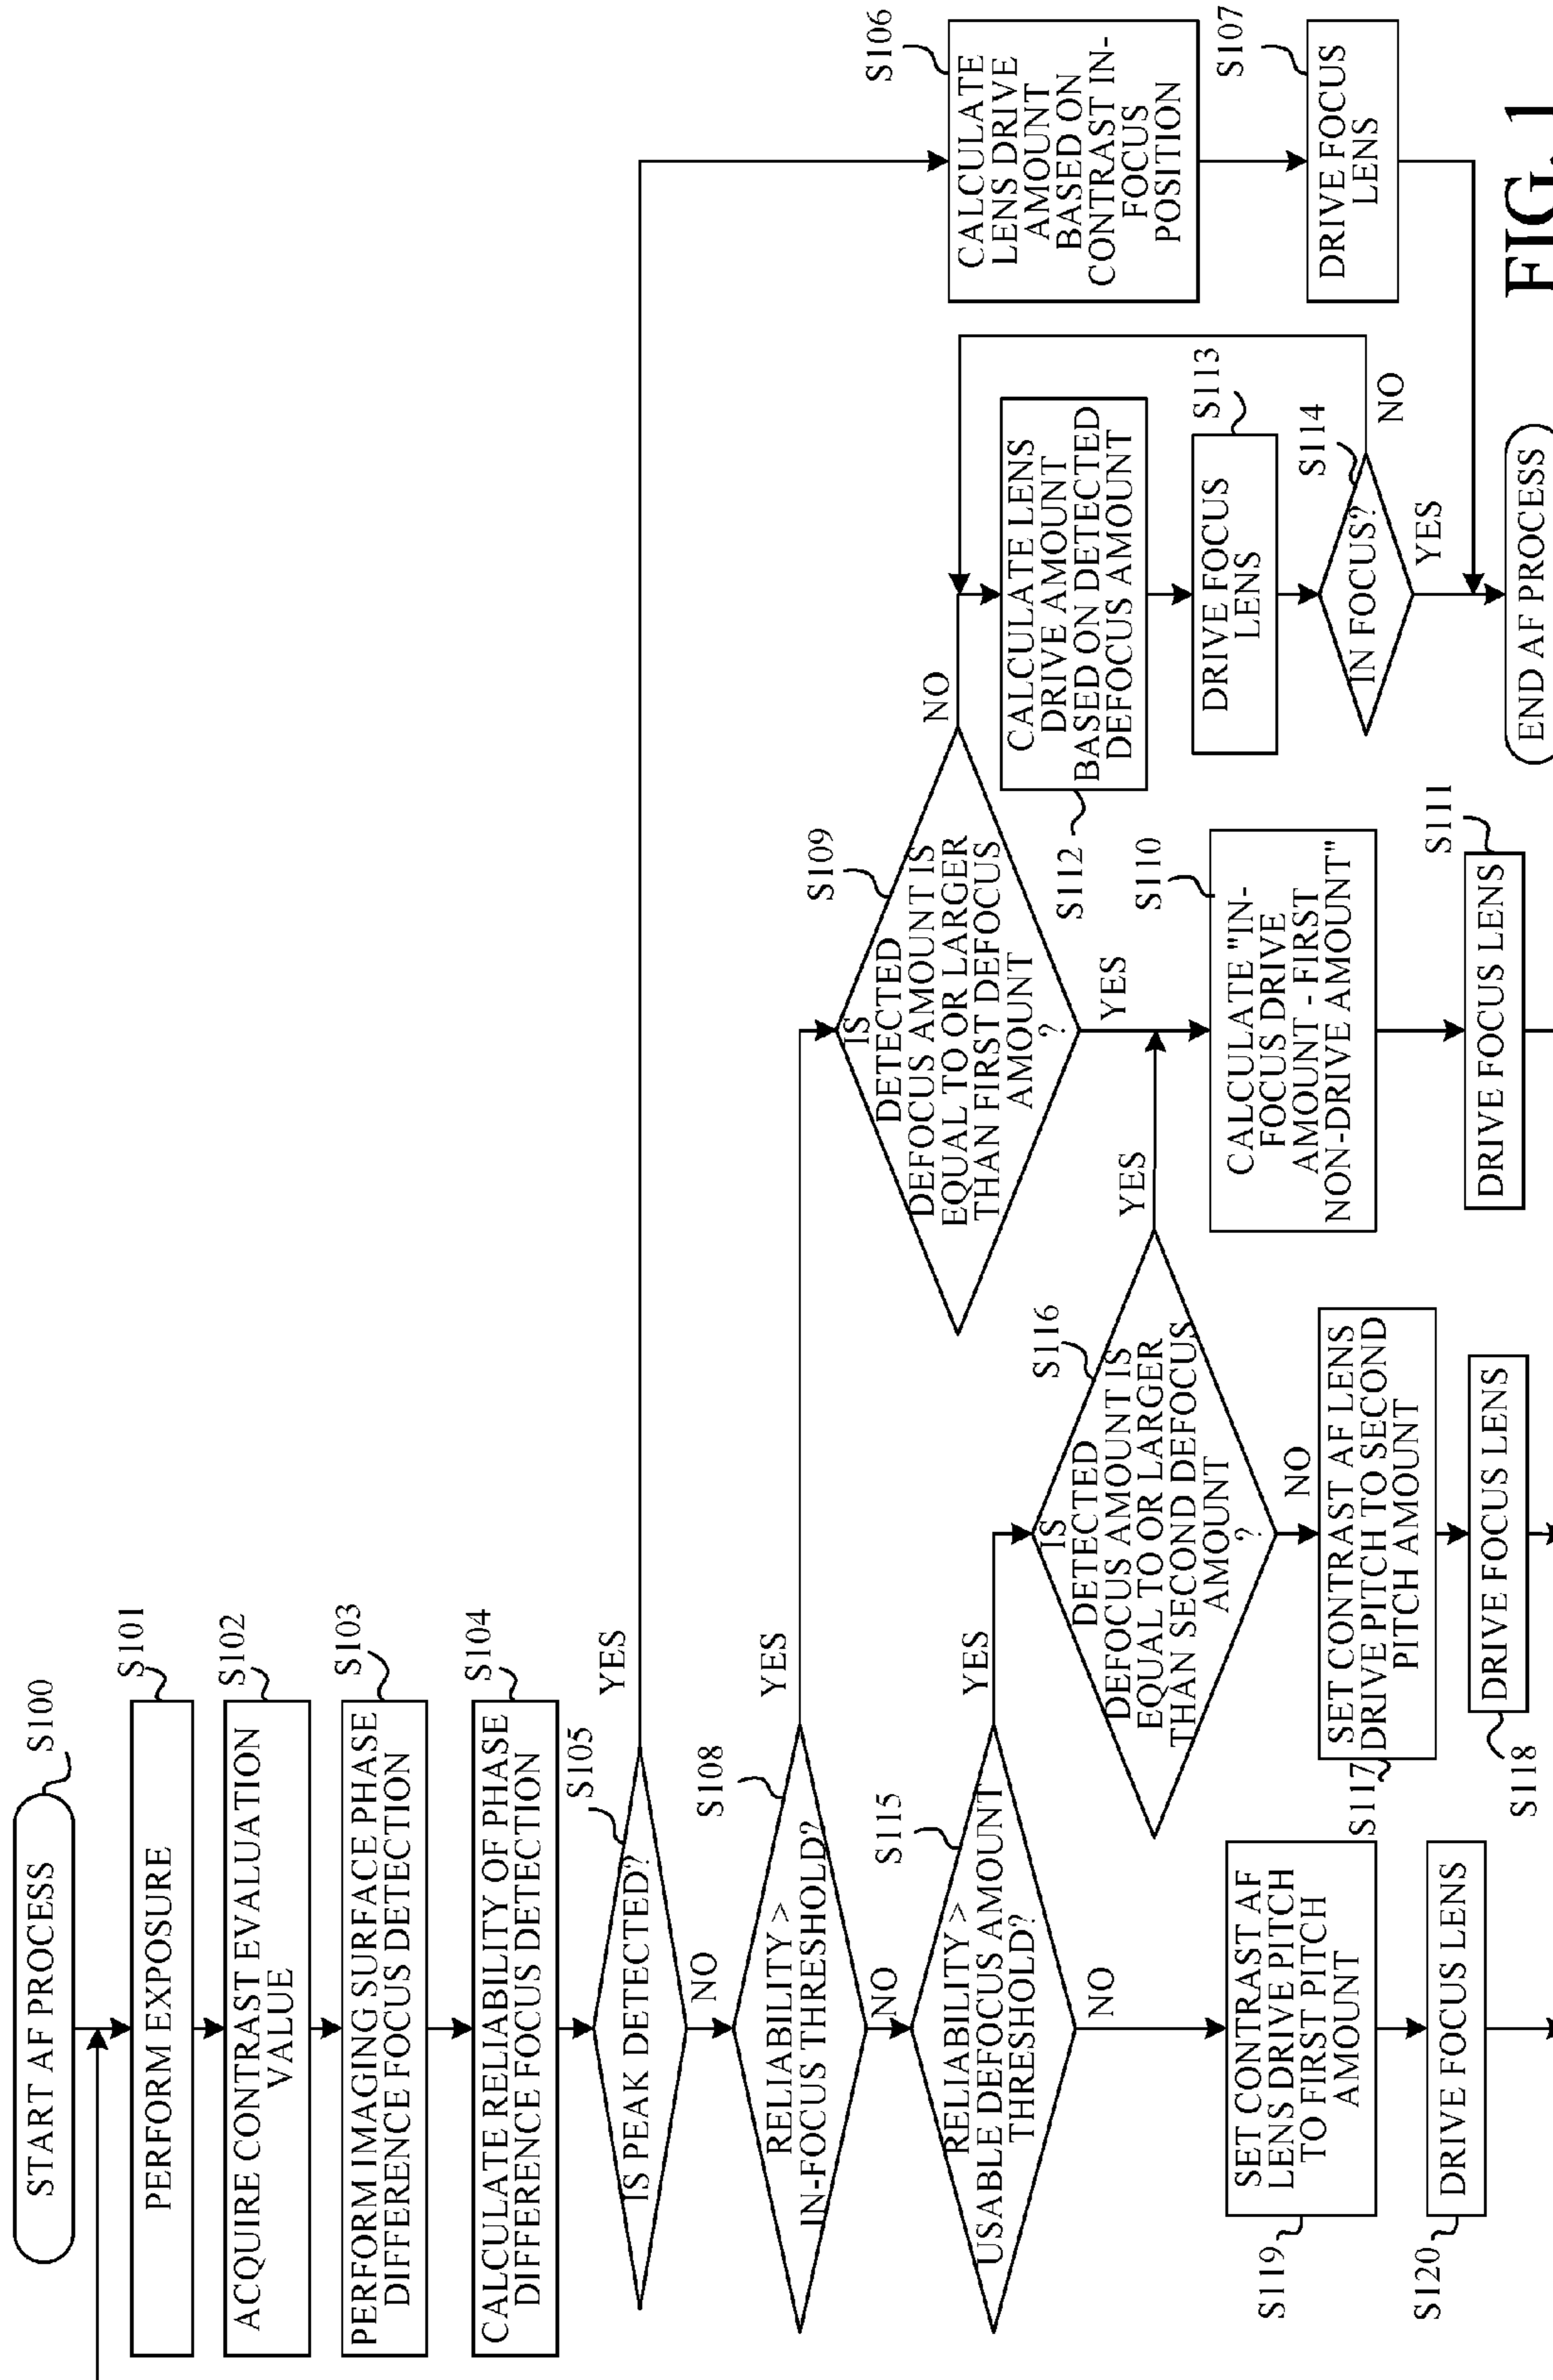 START AF PROCESS
S100
PERFORM EXPOSURE
S101
ACQUIRE CONTRAST EVALUATION
VALUE
S102
PERFORM IMAGING SURFACE PHASE
DIFFERENCE FOCUS DETECTION
S103
CALCULATE RELIABILITY OF PHASE
DIFFERENCE FOCUS DETECTION
S104
IS PEAK DETECTED?
S105
YES
NO
CALCULATE
LENS DRIVE
AMOUNT
BASED ON
CONTRAST IN-
FOCUS
POSITION
S106
DRIVE FOCUS
LENS
S107
RELIABILITY >
IN-FOCUS THRESHOLD?
S108
YES
NO
IS
DETECTED
DEFOCUS AMOUNT IS
EQUAL TO OR LARGER
THAN FIRST DEFOCUS
AMOUNT
?
S109
NO
YES
CALCULATE LENS
DRIVE AMOUNT
BASED ON DETECTED
DEFOCUS AMOUNT
S112
DRIVE FOCUS
LENS
S113
IN FOCUS?
S114
NO
YES
END AF PROCESS
CALCULATE "IN-
FOCUS DRIVE
AMOUNT - FIRST
NON-DRIVE AMOUNT"
S110
DRIVE FOCUS LENS
S111
RELIABILITY >
USABLE DEFOCUS AMOUNT
THRESHOLD?
S115
YES
NO
IS
DETECTED
DEFOCUS AMOUNT IS
EQUAL TO OR LARGER
THAN SECOND DEFOCUS
AMOUNT
?
S116
YES
NO
SET CONTRAST AF LENS
DRIVE PITCH TO SECOND
PITCH AMOUNT
S117
DRIVE FOCUS LENS
S118
SET CONTRAST AF
LENS DRIVE PITCH
TO FIRST PITCH
AMOUNT
S119
DRIVE FOCUS LENS
S120
FIG. 1